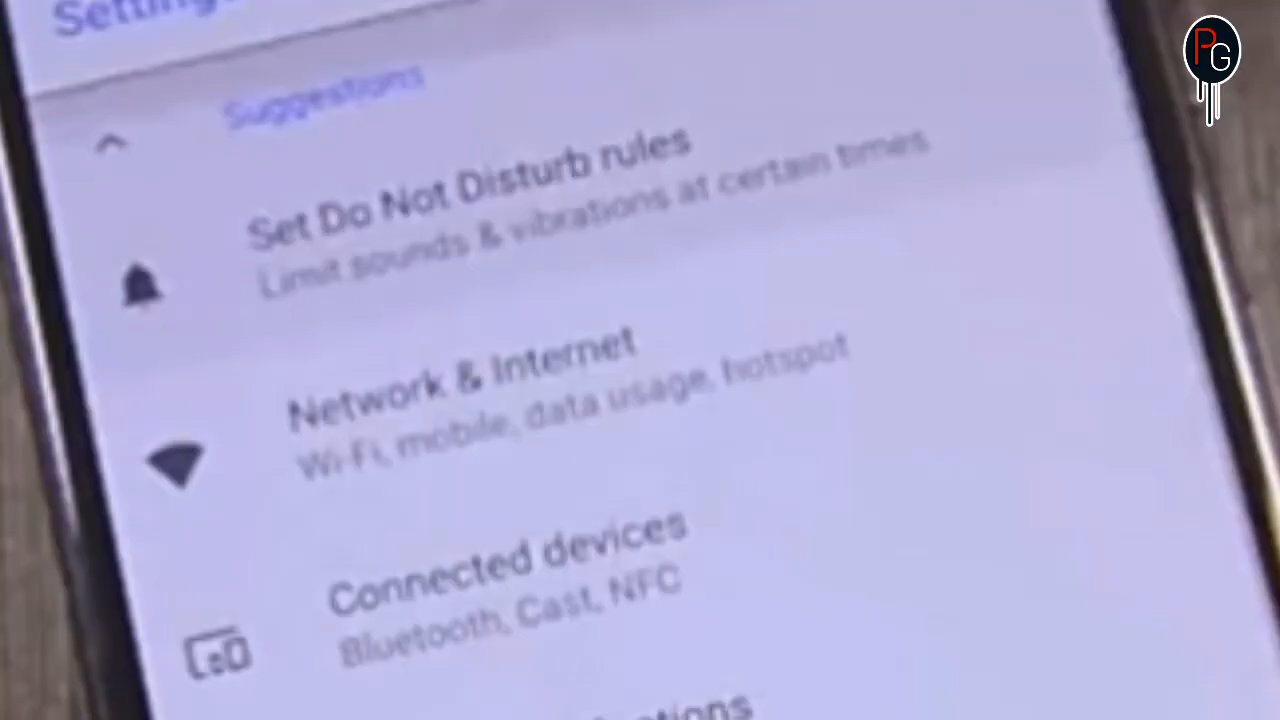 Settings
Suggestions
Set Do Not Disturb rules
Limit sounds & vibrations at certain times
Network & Internet
Wi-Fi, mobile, data usage, hotspot
Connected devices
Bluetooth, Cast, NFC
PG